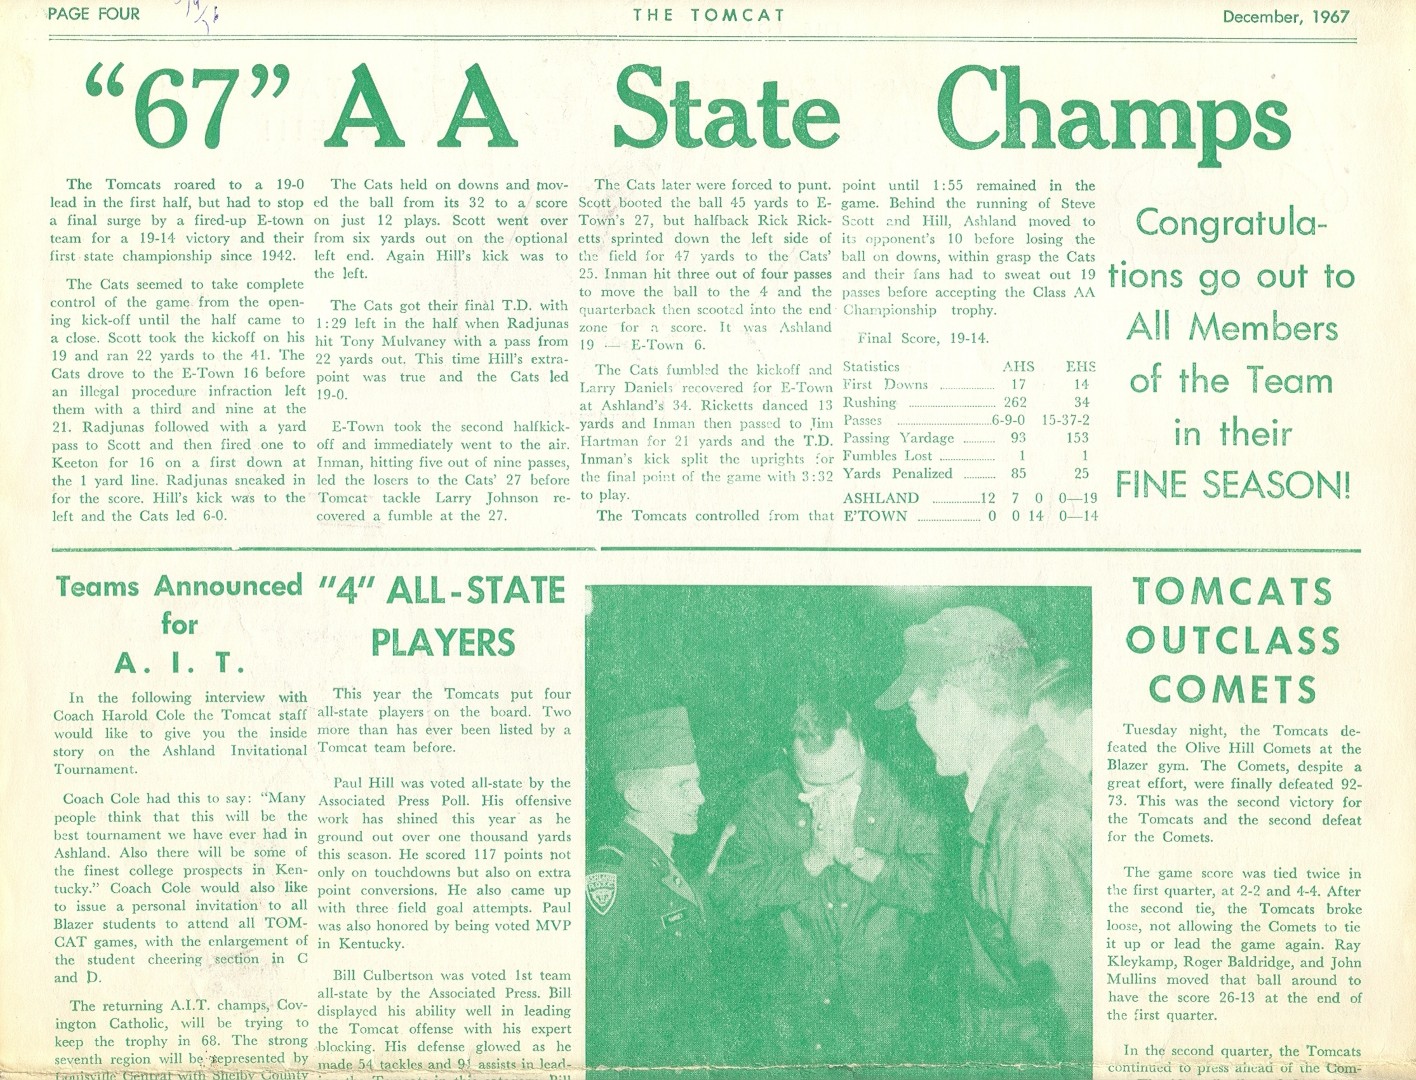 PAGE FOUR
THE TOMCAT
December, 1967
"67" A A State Champs
The Tomcats roared to a 19-0
lead in the first half, but had to stop
a final surge by a fired-up E-town
team for a 19-14 victory and their
first state championship since 1942.
The Cats seemed to take complete
control of the game from the open-
ing kick-off until the half came to
a close. Scott took the kickoff on his
19 and ran 22 yards to the 41. The
Cats drove to the E-Town 16 before
an illegal procedure infraction left
them with a third and nine at the
21. Radjunas followed with a yard
pass to Scott and then fired one to
Keeton for 16 on a first down at
the 1 yard line. Radjunas sneaked in
for the score. Hill's kick was to the
left and the Cats led 6-0.
The Cats held on downs and mov-
ed the ball from its 32 to a score
on just 12 plays. Scott went over
from six yards out on the optional
left end. Again Hill's kick was to
the left.
The Cats got their final T.D. with
1:29 left in the half when Radjunas
hit Tony Mulvaney with a pass from
22 yards out. This time Hill's extra-
point was true and the Cats led
19-0.
E-Town took the second halfkick-
off and immediately went to the air.
Inman, hitting five out of nine passes,
led the losers to the Cats' 27 before
Tomcat tackle Larry Johnson re-
covered a fumble at the 27.
The Cats later were forced to punt.
Scott booted the ball 45 yards to E-
Town's 27, but halfback Rick Rick-
etts sprinted down the left side of
the field for 47 yards to the Cats'
25. Inman hit three out of four passes
to move the ball to the 4 and the
quarterback then scooted into the end
zone for a score. It was Ashland
19 — E-Town 6.
The Cats fumbled the kickoff and
Larry Daniels recovered for E-Town
at Ashland's 34. Ricketts danced 13
yards and Inman then passed to Jim
Hartman for 21 yards and the T.D.
Inman's kick split the uprights for
the final point of the game with 3:32
to play.
The Tomcats controlled from that
point until 1:55 remained in the
game. Behind the running of Steve
Scott and Hill, Ashland moved to
its opponent's 10 before losing the
ball on downs, within grasp the Cats
and their fans had to sweat out 19
passes before accepting the Class AA
Championship trophy.
Final Score, 19-14.
Statistics AHS EHS
First Downs 17 14
Rushing 262 34
Passes 6-9-0 15-37-2
Passing Yardage 93 153
Fumbles Lost 1 1
Yards Penalized 85 25
ASHLAND 12 7 0 0—19
E'TOWN 0 0 14 0—14
Congratula-
tions go out to
All Members
of the Team
in their
FINE SEASON!
Teams Announced
for
A. I. T.
In the following interview with
Coach Harold Cole the Tomcat staff
would like to give you the inside
story on the Ashland Invitational
Tournament.
Coach Cole had this to say: "Many
people think that this will be the
best tournament we have ever had in
Ashland. Also there will be some of
the finest college prospects in Ken-
tucky." Coach Cole would also like
to issue a personal invitation to all
Blazer students to attend all TOM-
CAT games, with the enlargement of
the student cheering section in C
and D.
The returning A.I.T. champs, Cov-
ington Catholic, will be trying to
keep the trophy in 68. The strong
seventh region will be represented by
Louisville Central with Shelby County
"4" ALL-STATE
PLAYERS
This year the Tomcats put four
all-state players on the board. Two
more than has ever been listed by a
Tomcat team before.
Paul Hill was voted all-state by the
Associated Press Poll. His offensive
work has shined this year as he
ground out over one thousand yards
this season. He scored 117 points not
only on touchdowns but also on extra
point conversions. He also came up
with three field goal attempts. Paul
was also honored by being voted MVP
in Kentucky.
Bill Culbertson was voted 1st team
all-state by the Associated Press. Bill
displayed his ability well in leading
the Tomcat offense with his expert
blocking. His defense glowed as he
made 54 tackles and 91 assists in lead-
TOMCATS
OUTCLASS
COMETS
Tuesday night, the Tomcats de-
feated the Olive Hill Comets at the
Blazer gym. The Comets, despite a
great effort, were finally defeated 92-
73. This was the second victory for
the Tomcats and the second defeat
for the Comets.
The game score was tied twice in
the first quarter, at 2-2 and 4-4. After
the second tie, the Tomcats broke
loose, not allowing the Comets to tie
it up or lead the game again. Ray
Kleykamp, Roger Baldridge, and John
Mullins moved that ball around to
have the score 26-13 at the end of
the first quarter.
In the second quarter, the Tomcats
continued to press ahead of the Com-